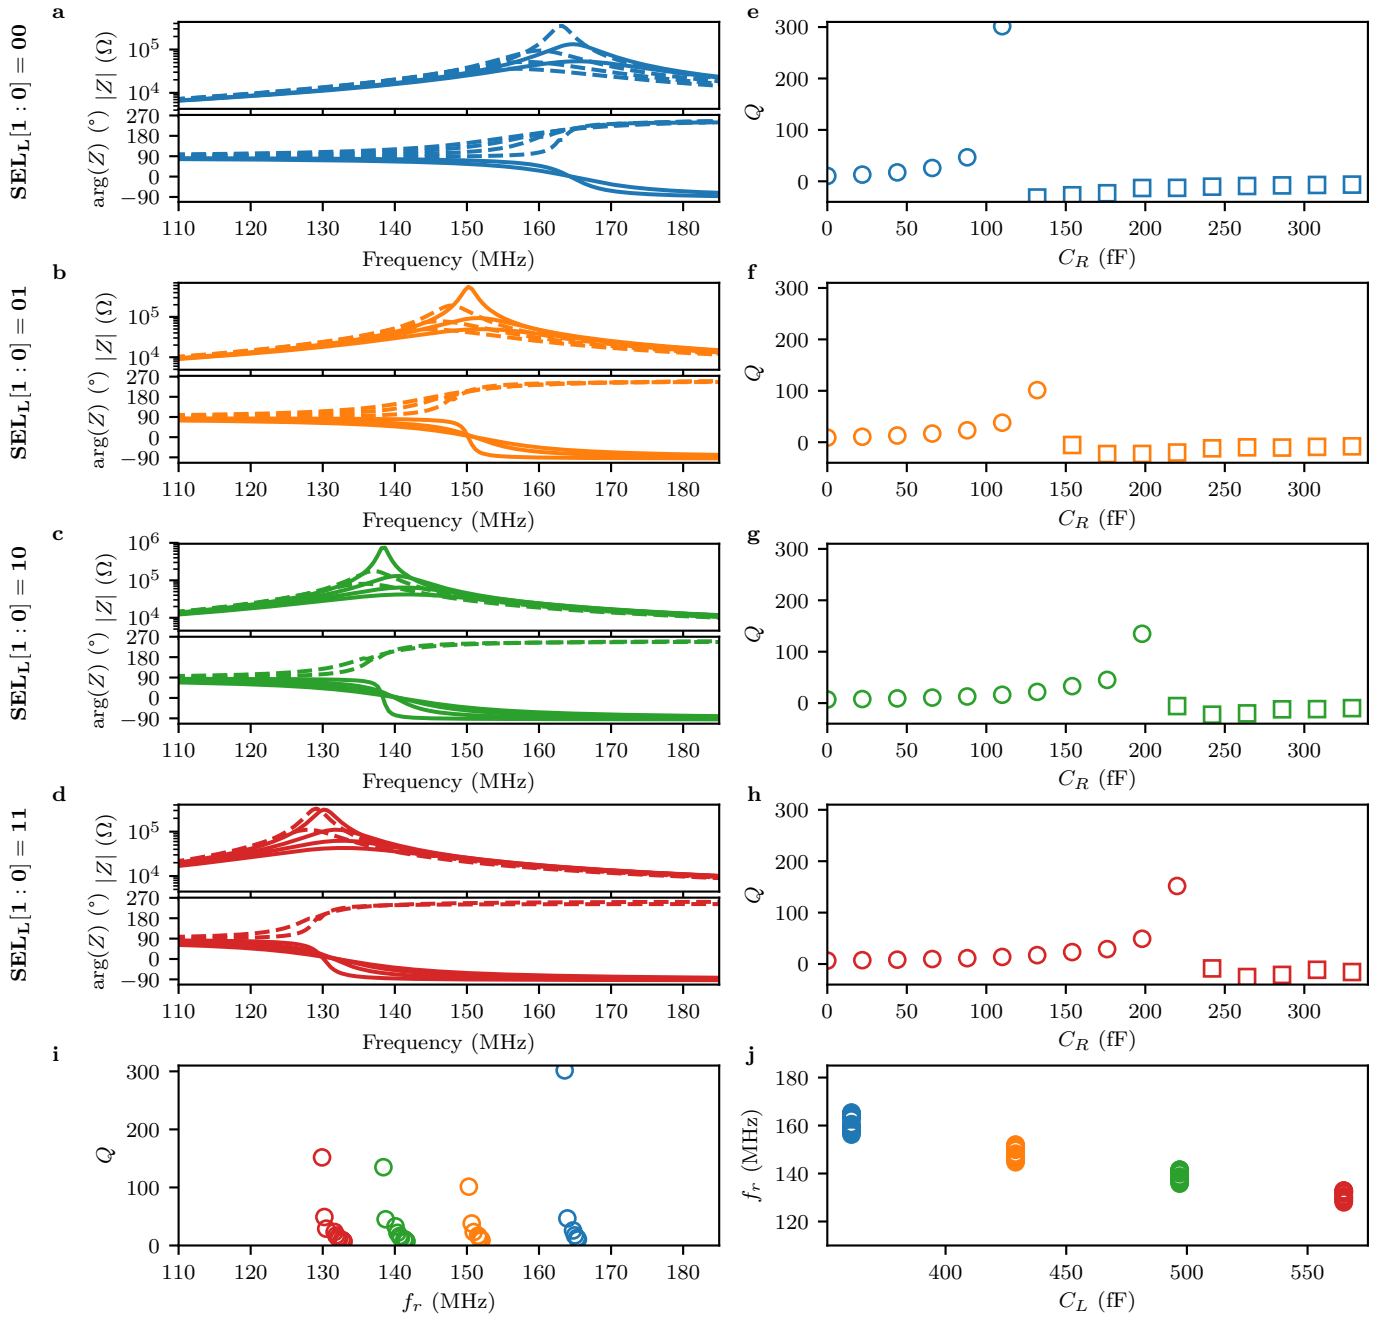 a
SEL_L[1 : 0] = 00
|Z| (Ω)
10^5
10^4
arg(Z) (°)
270
180
90
0
−90
110 120 130 140 150 160 170 180
Frequency (MHz)
e
Q
300
200
100
0
0 50 100 150 200 250 300
C_R (fF)
b
SEL_L[1 : 0] = 01
|Z| (Ω)
10^5
10^4
arg(Z) (°)
270
180
90
0
−90
110 120 130 140 150 160 170 180
Frequency (MHz)
f
Q
300
200
100
0
0 50 100 150 200 250 300
C_R (fF)
c
SEL_L[1 : 0] = 10
|Z| (Ω)
10^6
10^5
10^4
arg(Z) (°)
270
180
90
0
−90
110 120 130 140 150 160 170 180
Frequency (MHz)
g
Q
300
200
100
0
0 50 100 150 200 250 300
C_R (fF)
d
SEL_L[1 : 0] = 11
|Z| (Ω)
10^5
10^4
arg(Z) (°)
270
180
90
0
−90
110 120 130 140 150 160 170 180
Frequency (MHz)
h
Q
300
200
100
0
0 50 100 150 200 250 300
C_R (fF)
i
Q
300
200
100
0
110 120 130 140 150 160 170 180
f_r (MHz)
j
f_r (MHz)
180
160
140
120
400 450 500 550
C_L (fF)